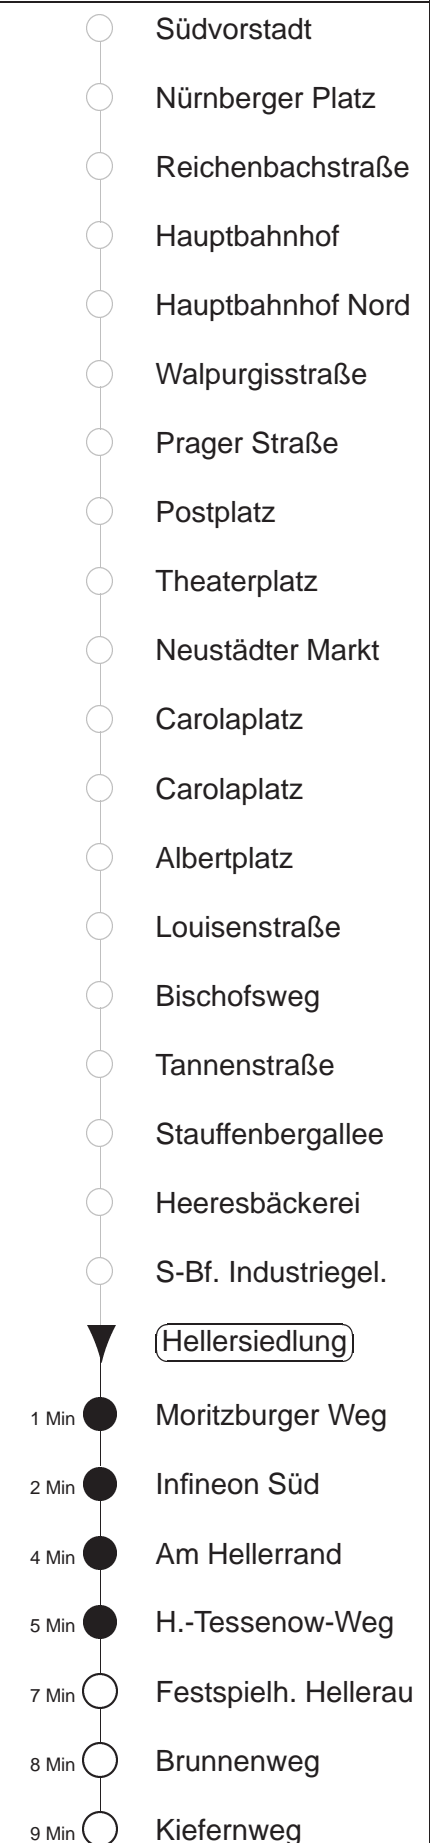 Südvorstadt
Nürnberger Platz
Reichenbachstraße
Hauptbahnhof
Hauptbahnhof Nord
Walpurgisstraße
Prager Straße
Postplatz
Theaterplatz
Neustädter Markt
Carolaplatz
Carolaplatz
Albertplatz
Louisenstraße
Bischofsweg
Tannenstraße
Stauffenbergallee
Heeresbäckerei
S-Bf. Industriegel.
Hellersiedlung
1 Min Moritzburger Weg
2 Min Infineon Süd
4 Min Am Hellerrand
5 Min H.-Tessenow-Weg
7 Min Festspielh. Hellerau
8 Min Brunnenweg
9 Min Kiefernweg